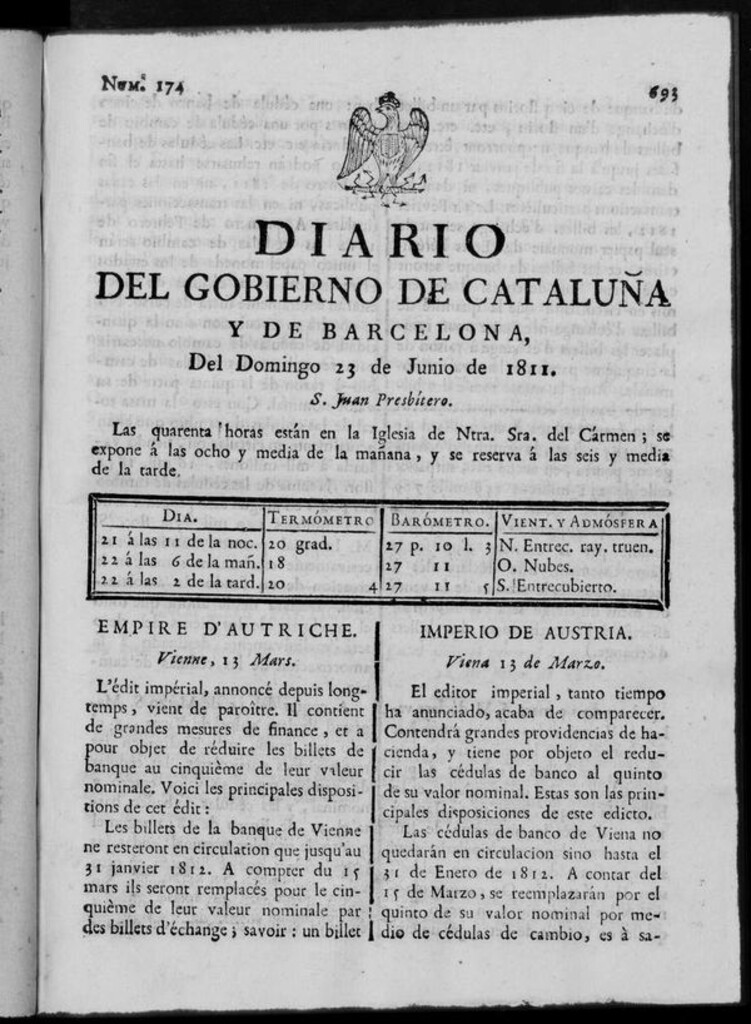 Num.º 174
693
DIARIO
DEL GOBIERNO DE CATALUÑA
Y DE BARCELONA,
Del Domingo 23 de Junio de 1811.
S. Juan Presbítero.
Las quarenta horas están en la Iglesia de Ntra. Sra. del Cármen; se
expone á las ocho y media de la mañana, y se reserva á las seis y media
de la tarde.
DIA. TERMÓMETRO BARÓMETRO. VIENT. Y ADMÓSFERA
21 á las 11 de la noc. 20 grad. 27 p. 10 l. 3 N. Entrec. ray. truen.
22 á las 6 de la mañ. 18 27 11 O. Nubes.
22 á las 2 de la tard. 20 4 27 11 5 S. Entrecubierto.
EMPIRE D'AUTRICHE.
Vienne, 13 Mars.
L'édit impérial, annoncé depuis long-
temps, vient de paroître. Il contient
de grandes mesures de finance, et a
pour objet de réduire les billets de
banque au cinquième de leur valeur
nominale. Voici les principales disposi-
tions de cet édit:
Les billets de la banque de Vienne
ne resteront en circulation que jusqu'au
31 janvier 1812. A compter du 15
mars ils seront remplacés pour le cin-
quième de leur valeur nominale par
des billets d'échange; savoir: un billet
IMPERIO DE AUSTRIA.
Viena 13 de Marzo.
El editor imperial, tanto tiempo
ha anunciado, acaba de comparecer.
Contendrá grandes providencias de ha-
cienda, y tiene por objeto el redu-
cir las cédulas de banco al quinto
de su valor nominal. Estas son las prin-
cipales disposiciones de este edicto.
Las cédulas de banco de Viena no
quedarán en circulacion sino hasta el
31 de Enero de 1812. A contar del
15 de Marzo, se reemplazarán por el
quinto de su valor nominal por me-
dio de cédulas de cambio, es à sa-